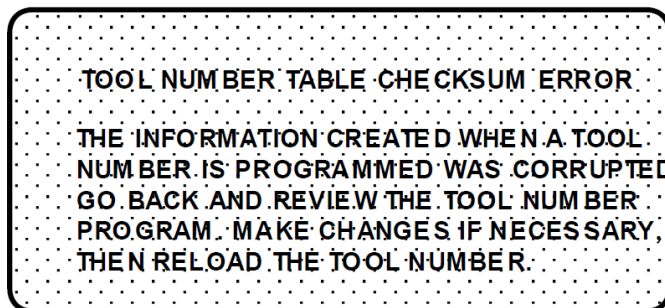 TOOL NUMBER TABLE CHECKSUM ERROR
THE INFORMATION CREATED WHEN A TOOL
NUMBER IS PROGRAMMED WAS CORRUPTED
GO BACK AND REVIEW THE TOOL NUMBER
PROGRAM. MAKE CHANGES IF NECESSARY,
THEN RELOAD THE TOOL NUMBER.